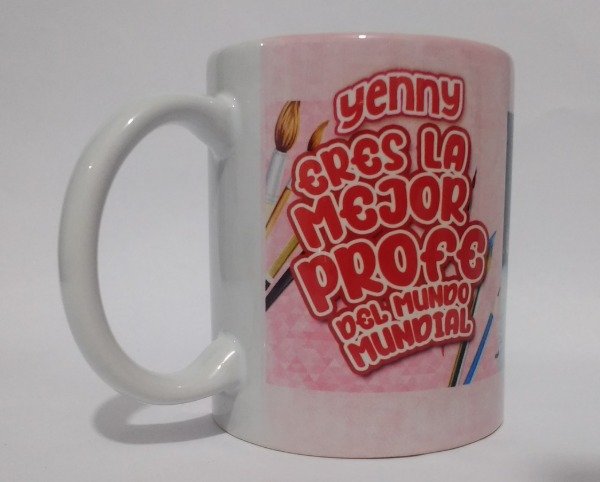 yenny
ERES LA
MEJOR
PROFE
DEL MUNDO
MUNDIAL